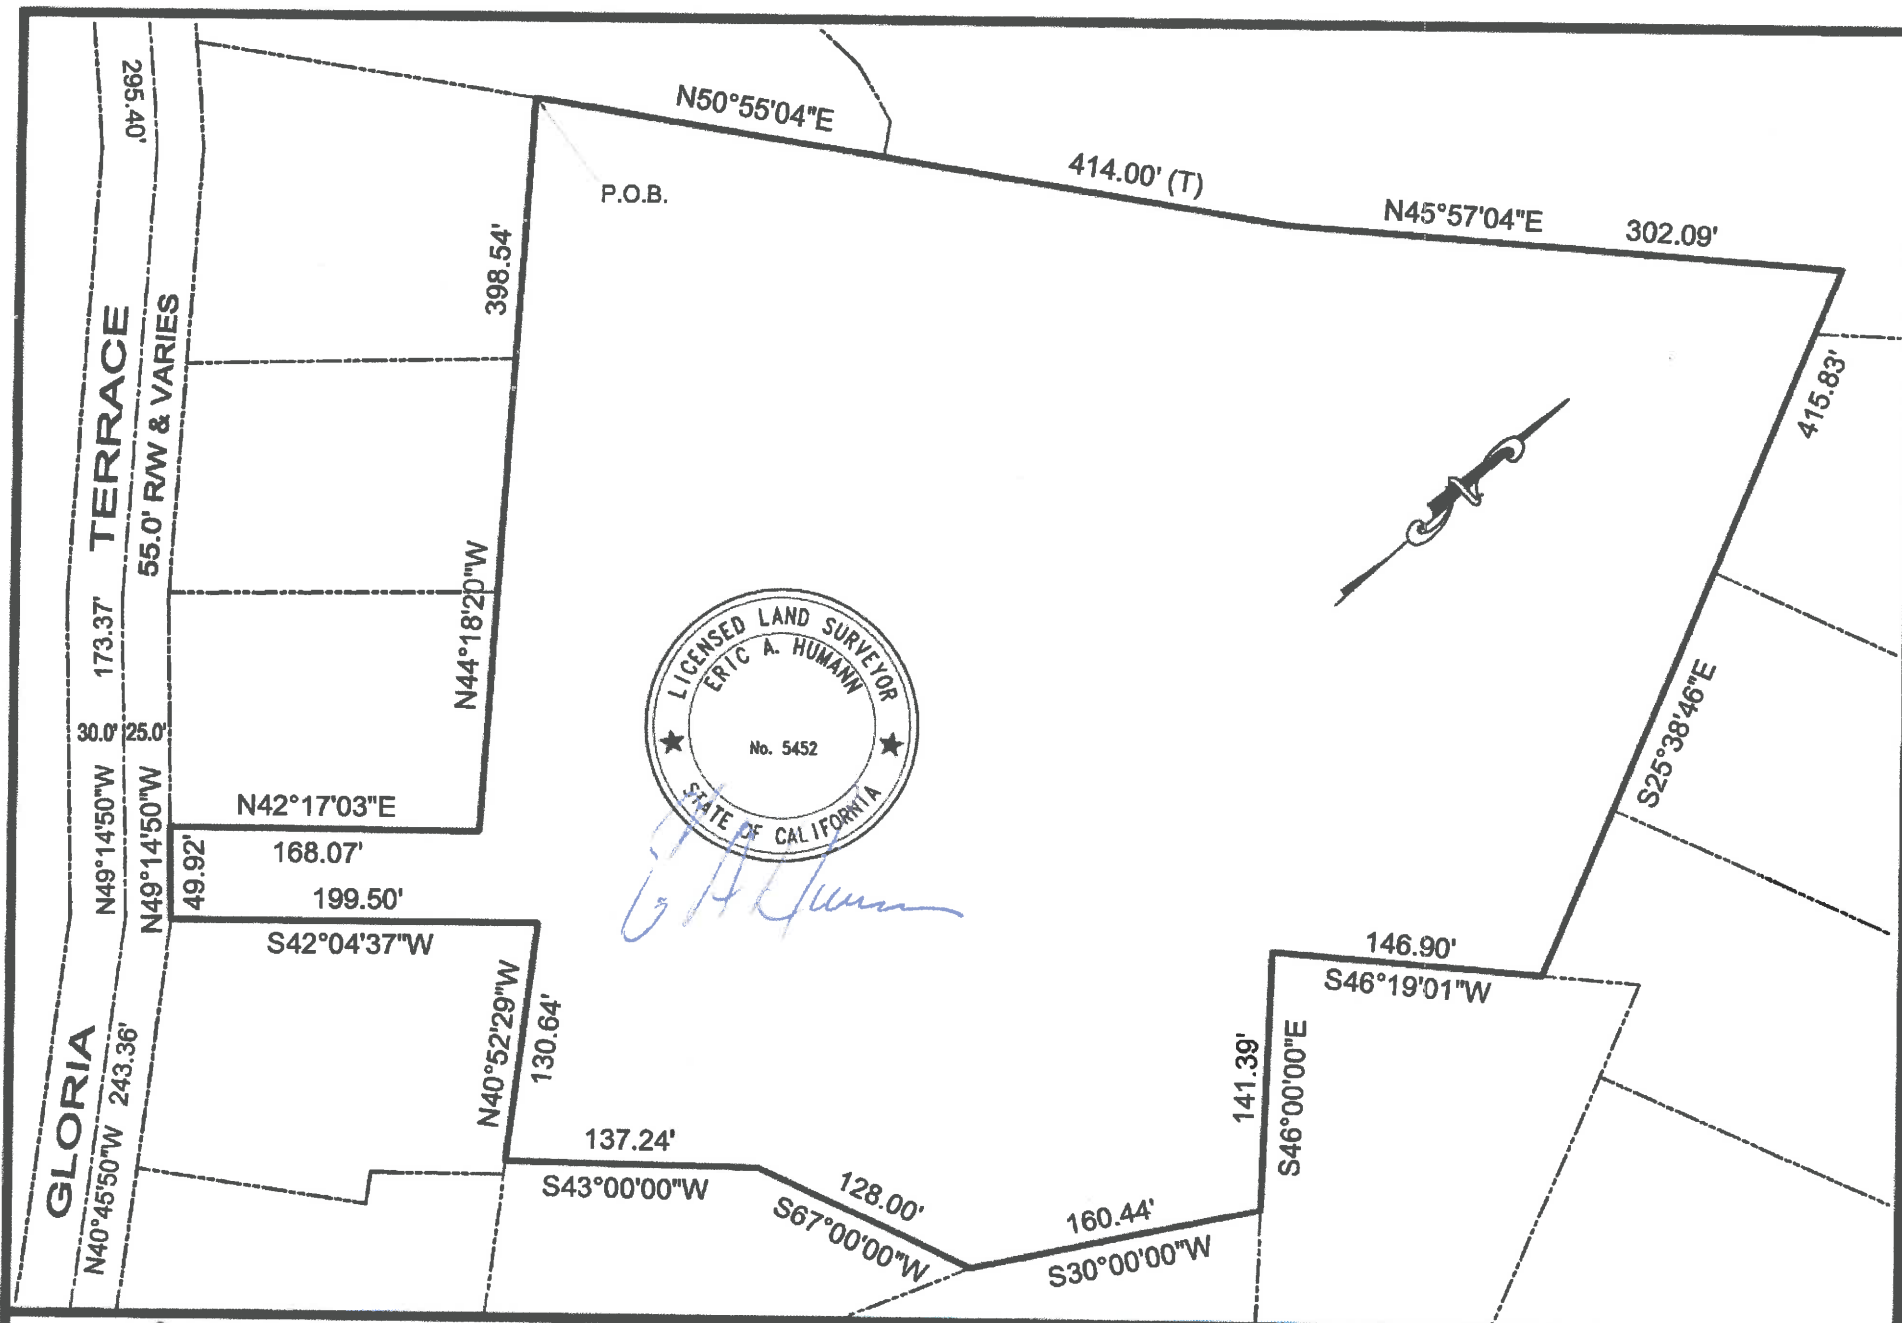 295.40'
N50°55'04"E
414.00' (T)
N45°57'04"E
302.09'
P.O.B.
398.54'
415.83'
TERRACE
55.0' R/W & VARIES
N44°18'20"W
173.37'
30.0'
25.0'
LICENSED LAND SURVEYOR
ERIC A. HUMANN
No. 5452
STATE OF CALIFORNIA
S25°38'46"E
N49°14'50"W
N49°14'50"W
49.92'
N42°17'03"E
168.07'
199.50'
S42°04'37"W
N40°52'29"W
130.64'
146.90'
S46°19'01"W
141.39'
S46°00'00"E
GLORIA
N40°45'50"W
243.36'
137.24'
S43°00'00"W
128.00'
S67°00'00"W
160.44'
S30°00'00"W